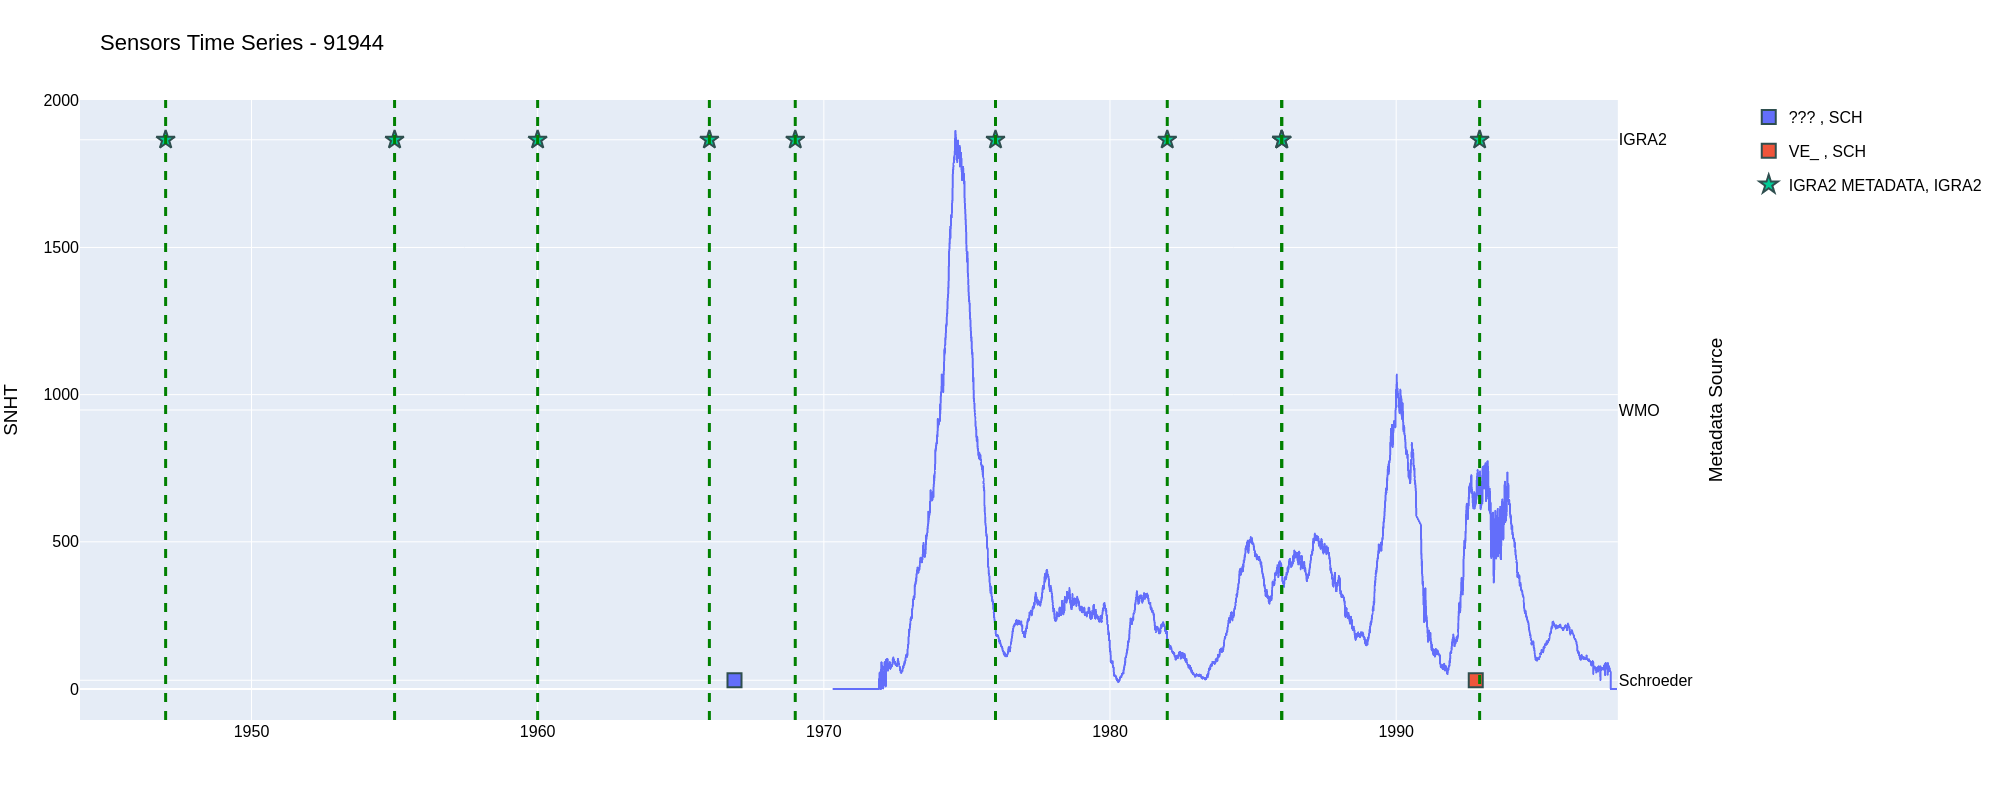 Sensors Time Series - 91944
2000
1500
1000
500
0
SNHT
1950
1960
1970
1980
1990
IGRA2
WMO
Schroeder
Metadata Source
??? , SCH
VE_ , SCH
IGRA2 METADATA, IGRA2